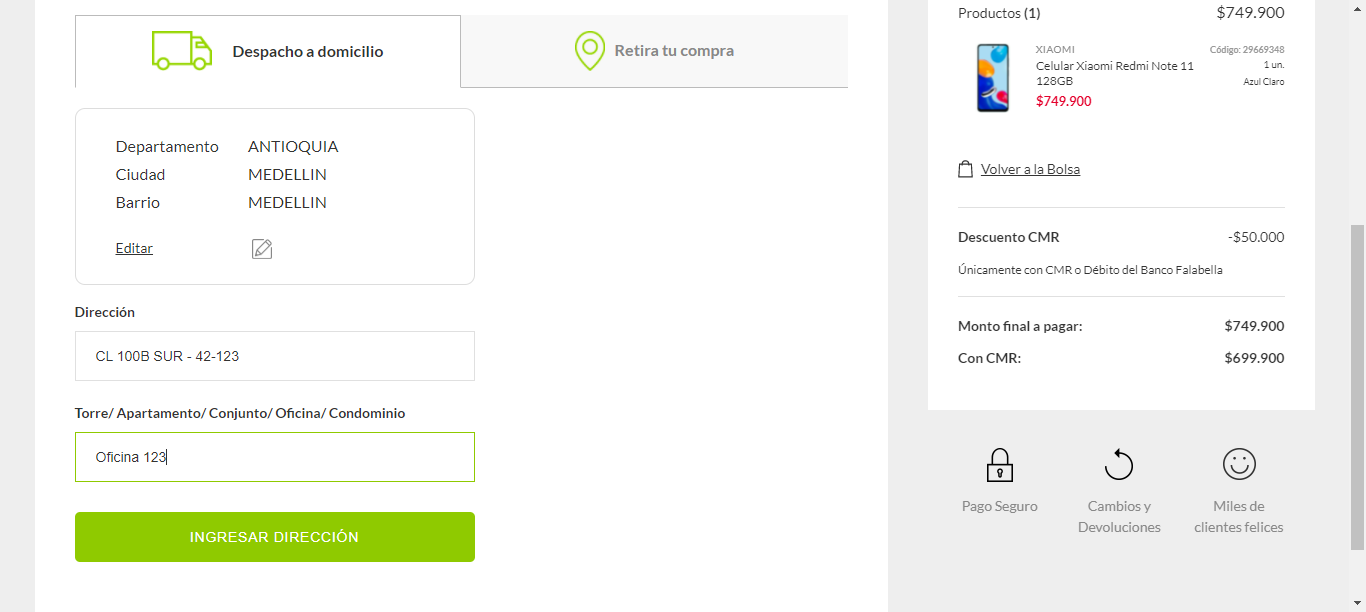 Despacho a domicilio
Retira tu compra
Departamento ANTIOQUIA
Ciudad MEDELLIN
Barrio MEDELLIN
Editar
Dirección
CL 100B SUR - 42-123
Torre/ Apartamento/ Conjunto/ Oficina/ Condominio
Oficina 123
INGRESAR DIRECCIÓN
Productos (1) $749.900
XIAOMI Código: 29669348
Celular Xiaomi Redmi Note 11 1 un.
128GB Azul Claro
$749.900
Volver a la Bolsa
Descuento CMR -$50.000
Únicamente con CMR o Débito del Banco Falabella
Monto final a pagar: $749.900
Con CMR: $699.900
Pago Seguro
Cambios y
Devoluciones
Miles de
clientes felices